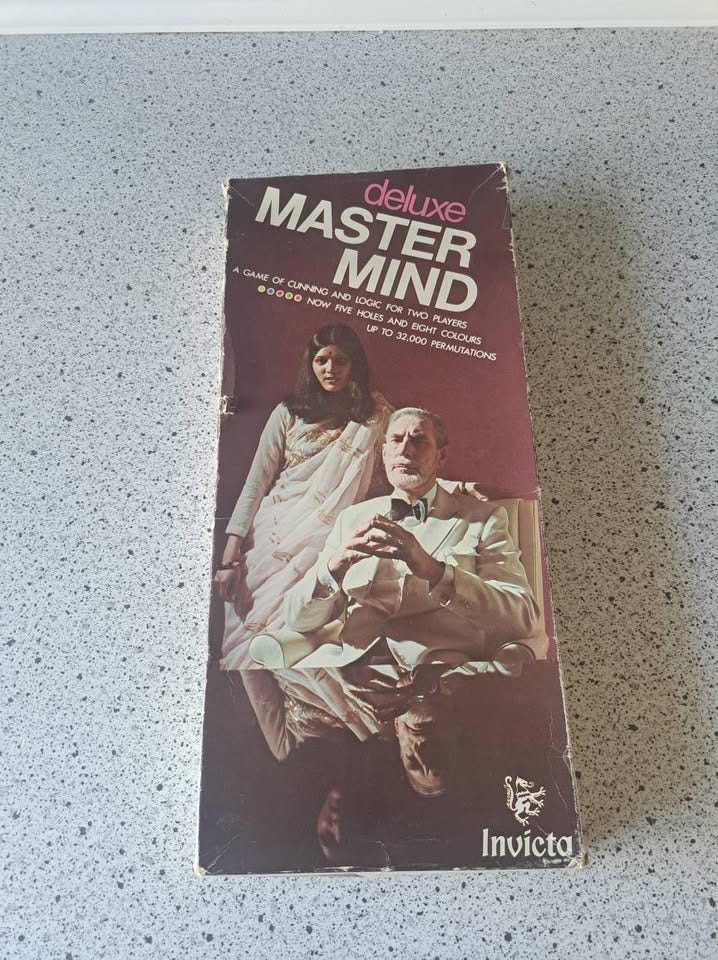 deluxe
MASTER
MIND
A GAME OF CUNNING AND LOGIC FOR TWO PLAYERS
NOW FIVE HOLES AND EIGHT COLOURS
UP TO 32,000 PERMUTATIONS
Invicta